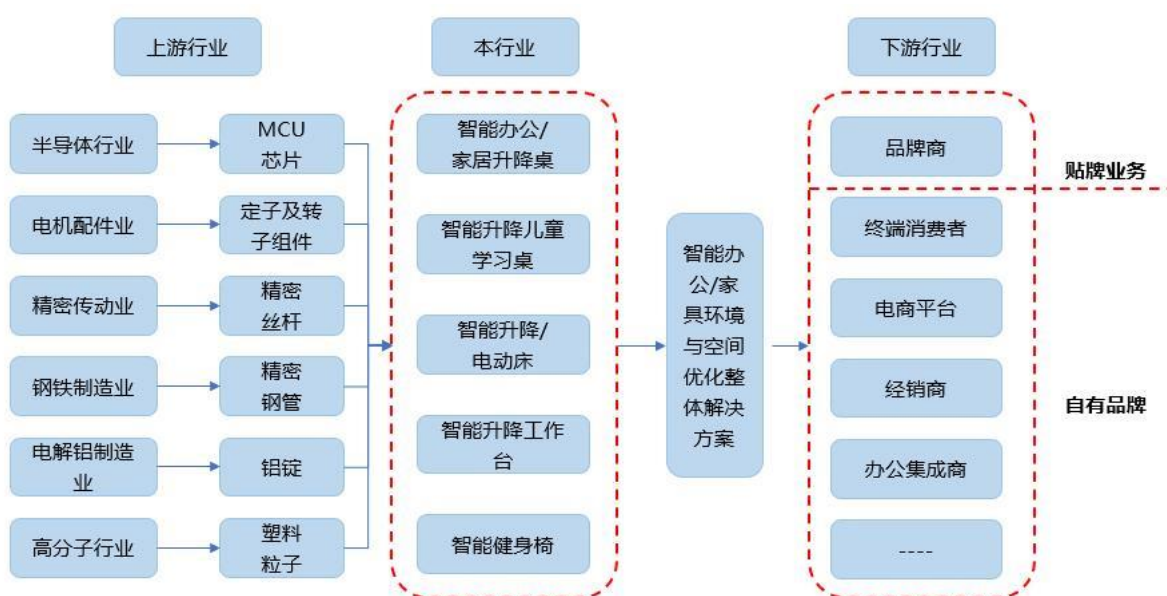 上游行业
本行业
下游行业
半导体行业
MCU
芯片
电机配件业
定子及转
子组件
精密传动业
精密
丝杆
钢铁制造业
精密
钢管
电解铝制造
业
铝锭
高分子行业
塑料
粒子
智能办公/
家居升降桌
智能升降儿童
学习桌
智能升降/
电动床
智能升降工作
台
智能健身椅
智能办
公/家
具环境
与空间
优化整
体解决
方案
品牌商
终端消费者
电商平台
经销商
办公集成商
----
贴牌业务
自有品牌